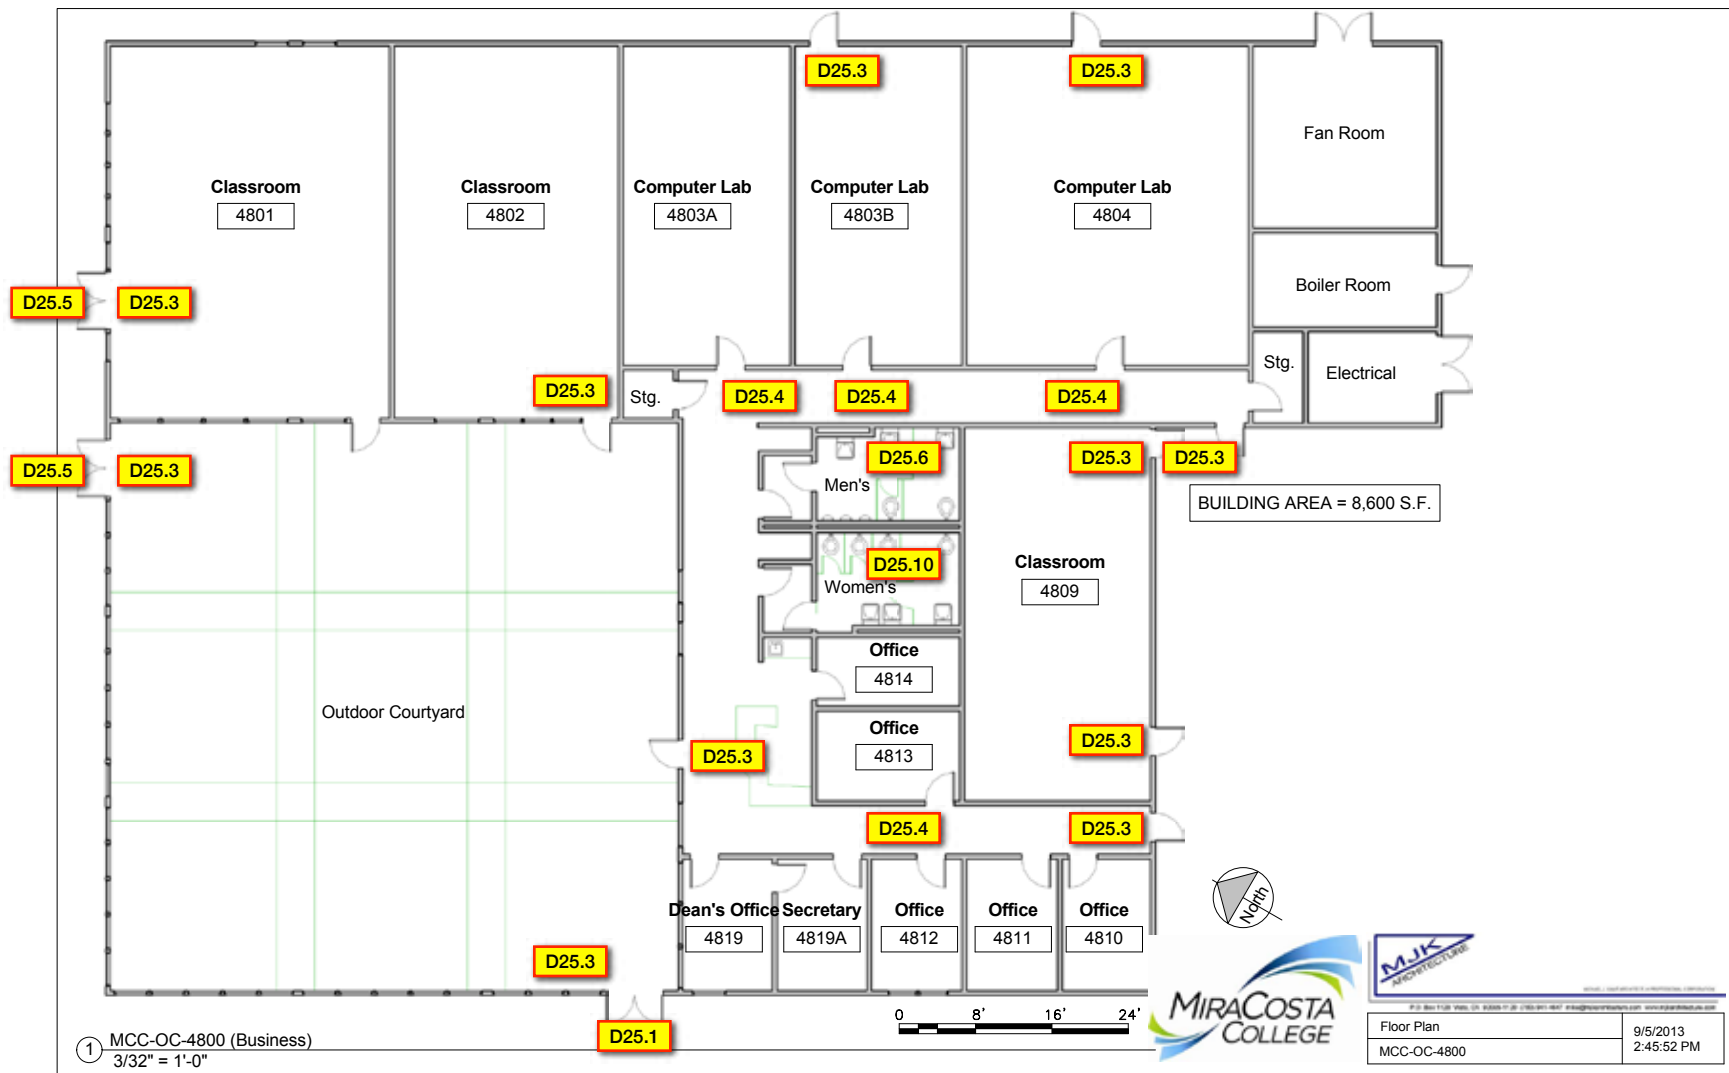 D25.3
D25.3
Fan Room
Classroom
4801
Classroom
4802
Computer Lab
4803A
Computer Lab
4803B
Computer Lab
4804
Boiler Room
D25.5
D25.3
Stg.
Electrical
D25.3
Stg.
D25.4
D25.4
D25.4
D25.5
D25.3
D25.6
D25.3
D25.3
Men's
BUILDING AREA = 8,600 S.F.
D25.10
Women's
Classroom
4809
Office
4814
Outdoor Courtyard
Office
4813
D25.3
D25.3
D25.4
D25.3
Dean's Office
4819
Secretary
4819A
Office
4812
Office
4811
Office
4810
North
D25.3
D25.1
0 8' 16' 24'
MIRACOSTA
COLLEGE
MJK
ARCHITECTURE
1
MCC-OC-4800 (Business)
3/32" = 1'-0"
Floor Plan
MCC-OC-4800
9/5/2013
2:45:52 PM